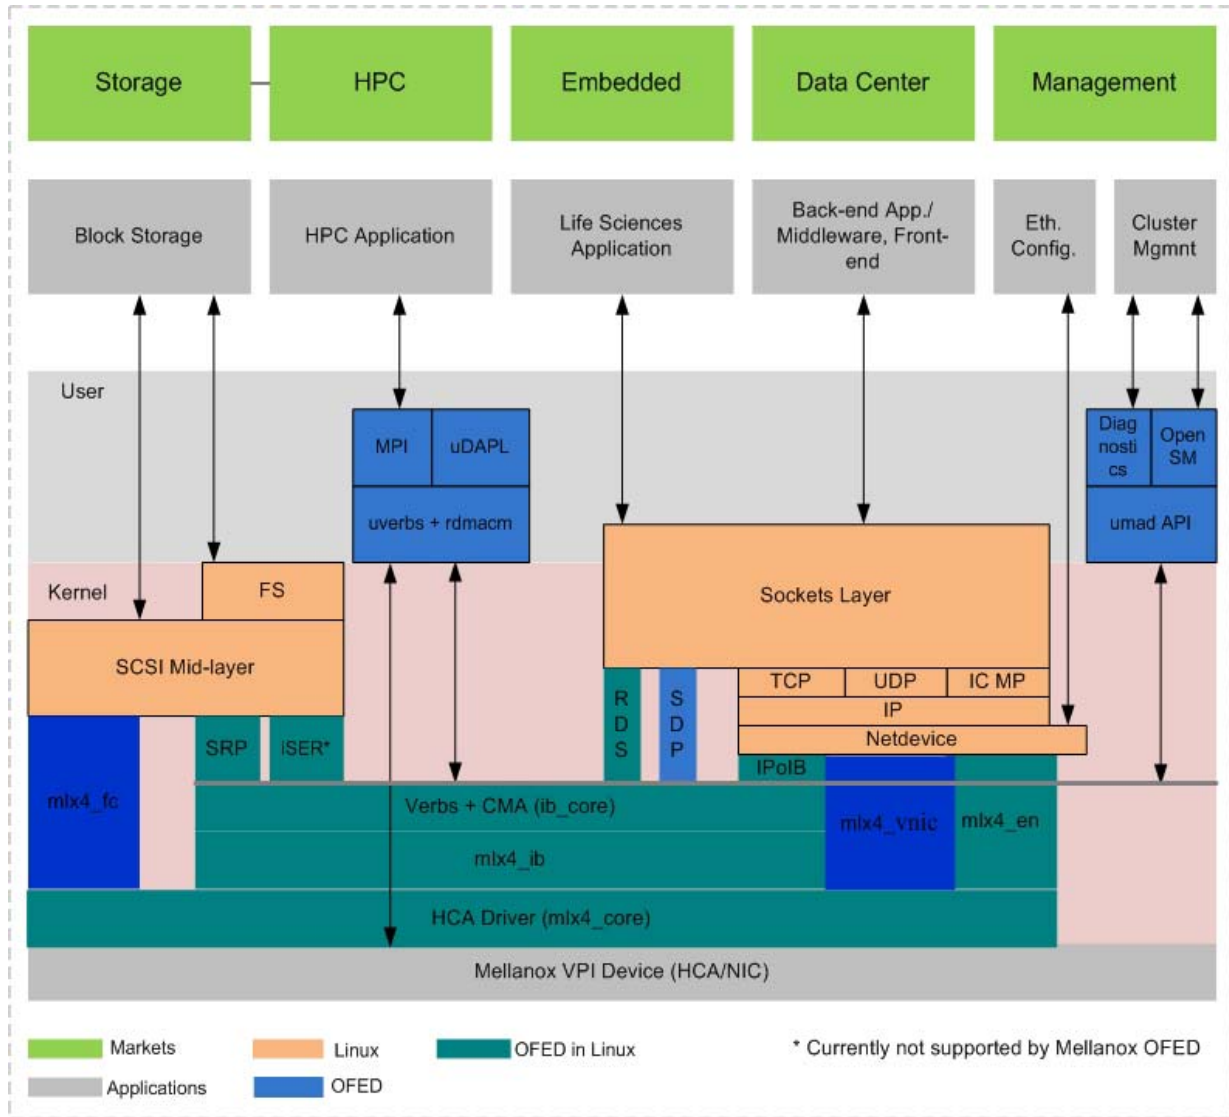 Storage
HPC
Embedded
Data Center
Management
Block Storage
HPC Application
Life Sciences
Application
Back-end App./
Middleware, Front-
end
Eth.
Config.
Cluster
Mgmnt
User
MPI
uDAPL
uverbs + rdmacm
Diag
nosti
cs
Open
SM
umad API
Kernel
FS
SCSI Mid-layer
Sockets Layer
TCP
UDP
IC MP
IP
Netdevice
R
D
S
S
D
P
SRP
iSER*
IPoIB
mlx4_fc
Verbs + CMA (ib_core)
mlx4_vnic
mlx4_en
mlx4_ib
HCA Driver (mlx4_core)
Mellanox VPI Device (HCA/NIC)
Markets
Linux
OFED in Linux
* Currently not supported by Mellanox OFED
Applications
OFED